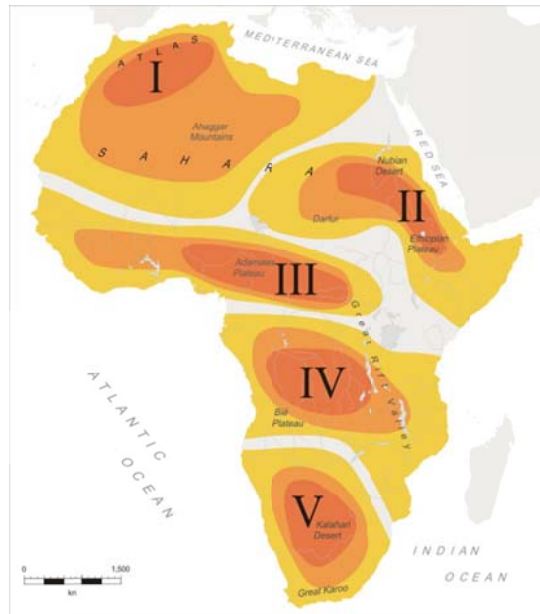 MEDITERRANEAN SEA
ATLAS
I
Ahaggar
Mountains
SAHARA
RED SEA
Nubian
Desert
II
Darfur
Ethiopian
Plateau
Adamawa
Plateau
III
Great Rift Valley
IV
Bié
Plateau
ATLANTIC
OCEAN
V
Kalahari
Desert
INDIAN
OCEAN
Great Karoo
0 1,500
km